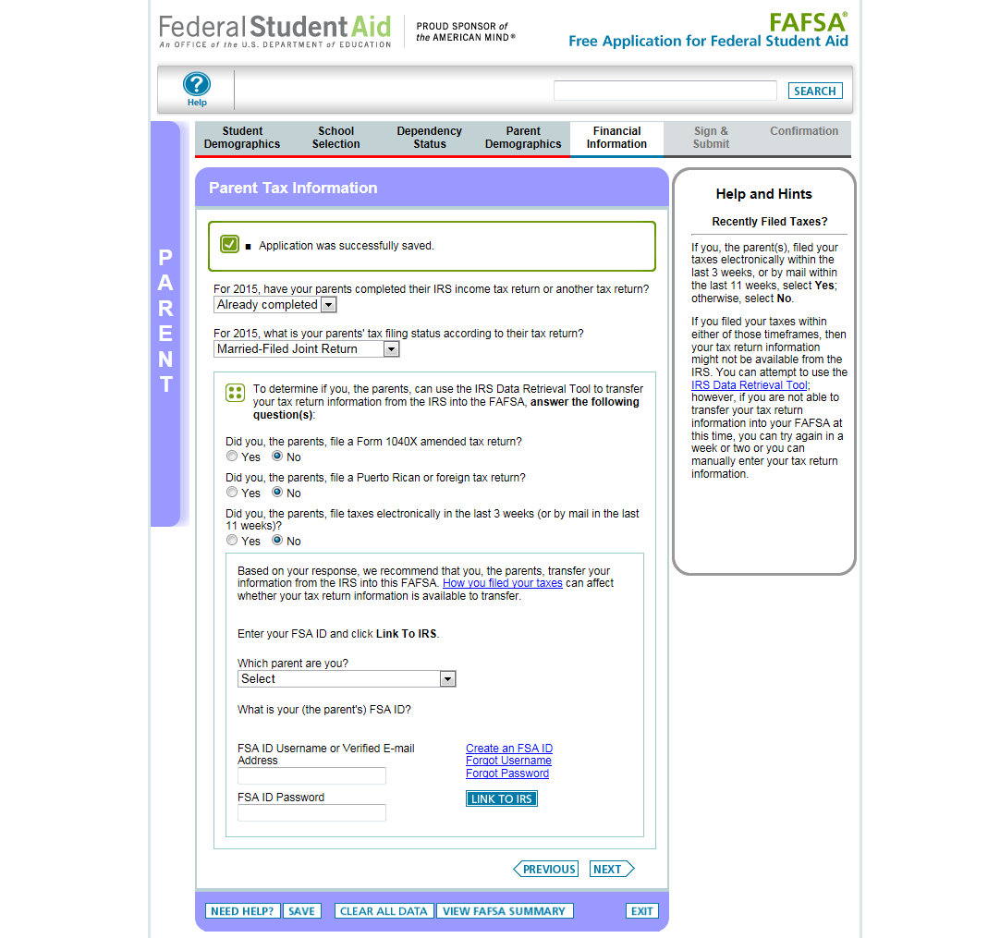 Federal Student Aid
An OFFICE of the U.S. DEPARTMENT of EDUCATION
PROUD SPONSOR of
the AMERICAN MIND®
FAFSA®
Free Application for Federal Student Aid
Help
SEARCH
Student
Demographics
School
Selection
Dependency
Status
Parent
Demographics
Financial
Information
Sign &
Submit
Confirmation
PARENT
Parent Tax Information
Application was successfully saved.
For 2015, have your parents completed their IRS income tax return or another tax return?
Already completed
For 2015, what is your parents' tax filing status according to their tax return?
Married-Filed Joint Return
To determine if you, the parents, can use the IRS Data Retrieval Tool to transfer
your tax return information from the IRS into the FAFSA, answer the following
question(s):
Did you, the parents, file a Form 1040X amended tax return?
Yes No
Did you, the parents, file a Puerto Rican or foreign tax return?
Yes No
Did you, the parents, file taxes electronically in the last 3 weeks (or by mail in the last
11 weeks)?
Yes No
Based on your response, we recommend that you, the parents, transfer your
information from the IRS into this FAFSA. How you filed your taxes can affect
whether your tax return information is available to transfer.
Enter your FSA ID and click Link To IRS.
Which parent are you?
Select
What is your (the parent's) FSA ID?
FSA ID Username or Verified E-mail
Address
FSA ID Password
Create an FSA ID
Forgot Username
Forgot Password
LINK TO IRS
PREVIOUS
NEXT
NEED HELP?
SAVE
CLEAR ALL DATA
VIEW FAFSA SUMMARY
EXIT
Help and Hints
Recently Filed Taxes?
If you, the parent(s), filed your
taxes electronically within the
last 3 weeks, or by mail within
the last 11 weeks, select Yes;
otherwise, select No.
If you filed your taxes within
either of those timeframes, then
your tax return information
might not be available from the
IRS. You can attempt to use the
IRS Data Retrieval Tool;
however, if you are not able to
transfer your tax return
information into your FAFSA at
this time, you can try again in a
week or two or you can
manually enter your tax return
information.